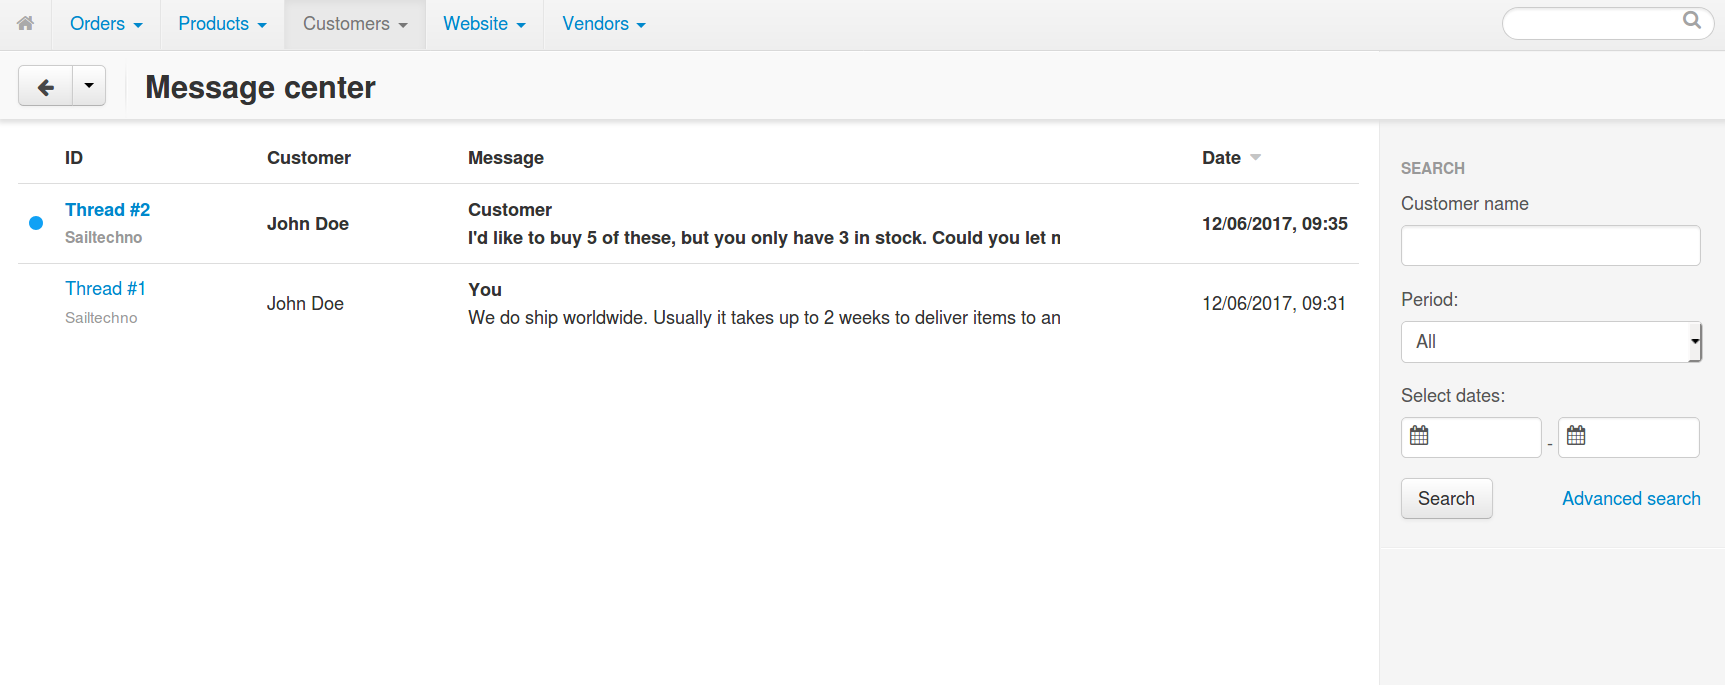 Orders Products Customers Website Vendors
Message center
ID Customer Message Date
Thread #2
Sailtechno
John Doe
Customer
I'd like to buy 5 of these, but you only have 3 in stock. Could you let
12/06/2017, 09:35
Thread #1
Sailtechno
John Doe
You
We do ship worldwide. Usually it takes up to 2 weeks to deliver items to an
12/06/2017, 09:31
SEARCH
Customer name
Period:
All
Select dates:
-
Search Advanced search